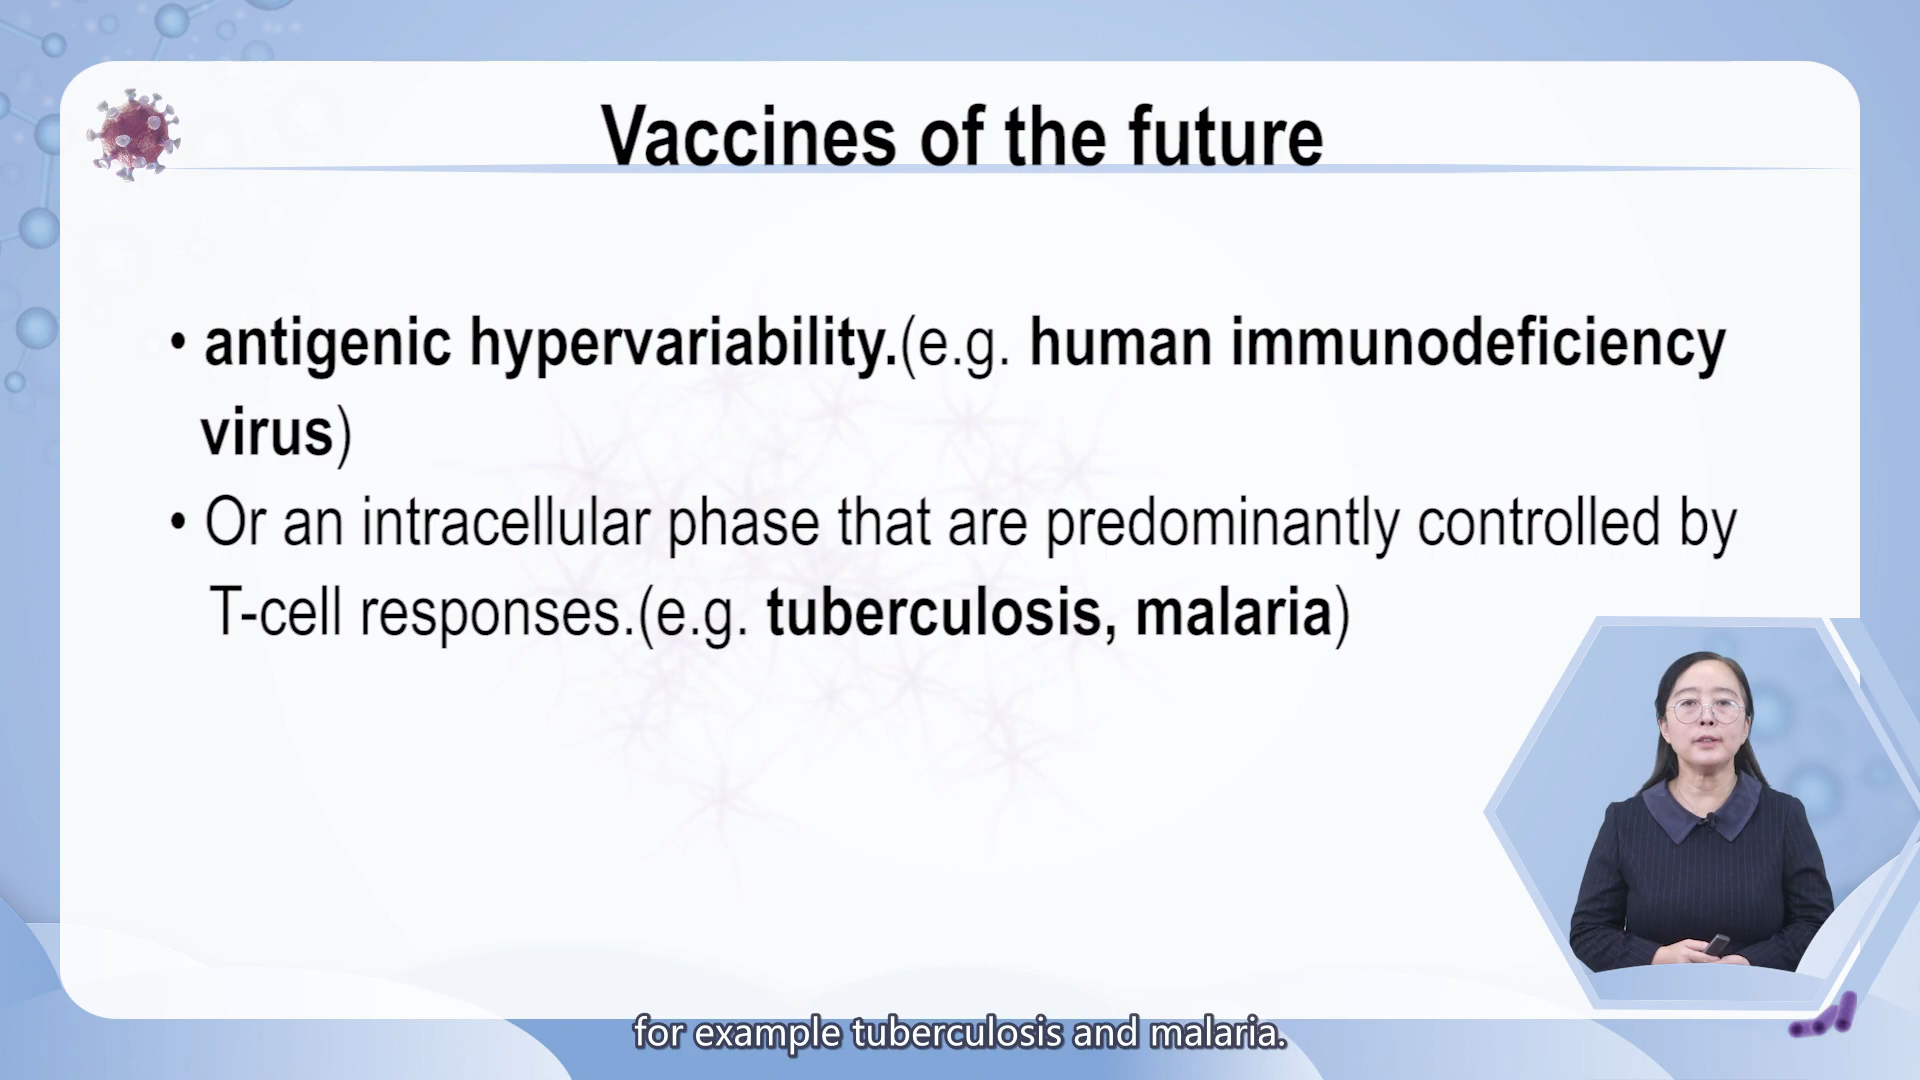 Vaccines of the future
• antigenic hypervariability.(e.g. human immunodeficiency
virus)
• Or an intracellular phase that are predominantly controlled by
T-cell responses.(e.g. tuberculosis, malaria)
for example tuberculosis and malaria.